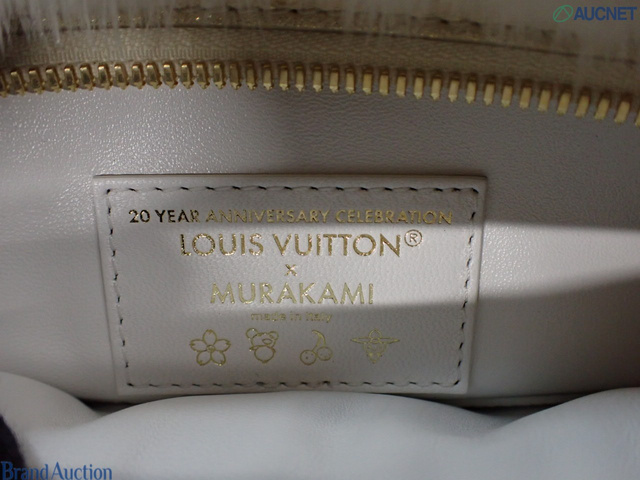 AUCNET
20 YEAR ANNIVERSARY CELEBRATION
LOUIS VUITTON®
x
MURAKAMI
made in Italy
BrandAuction